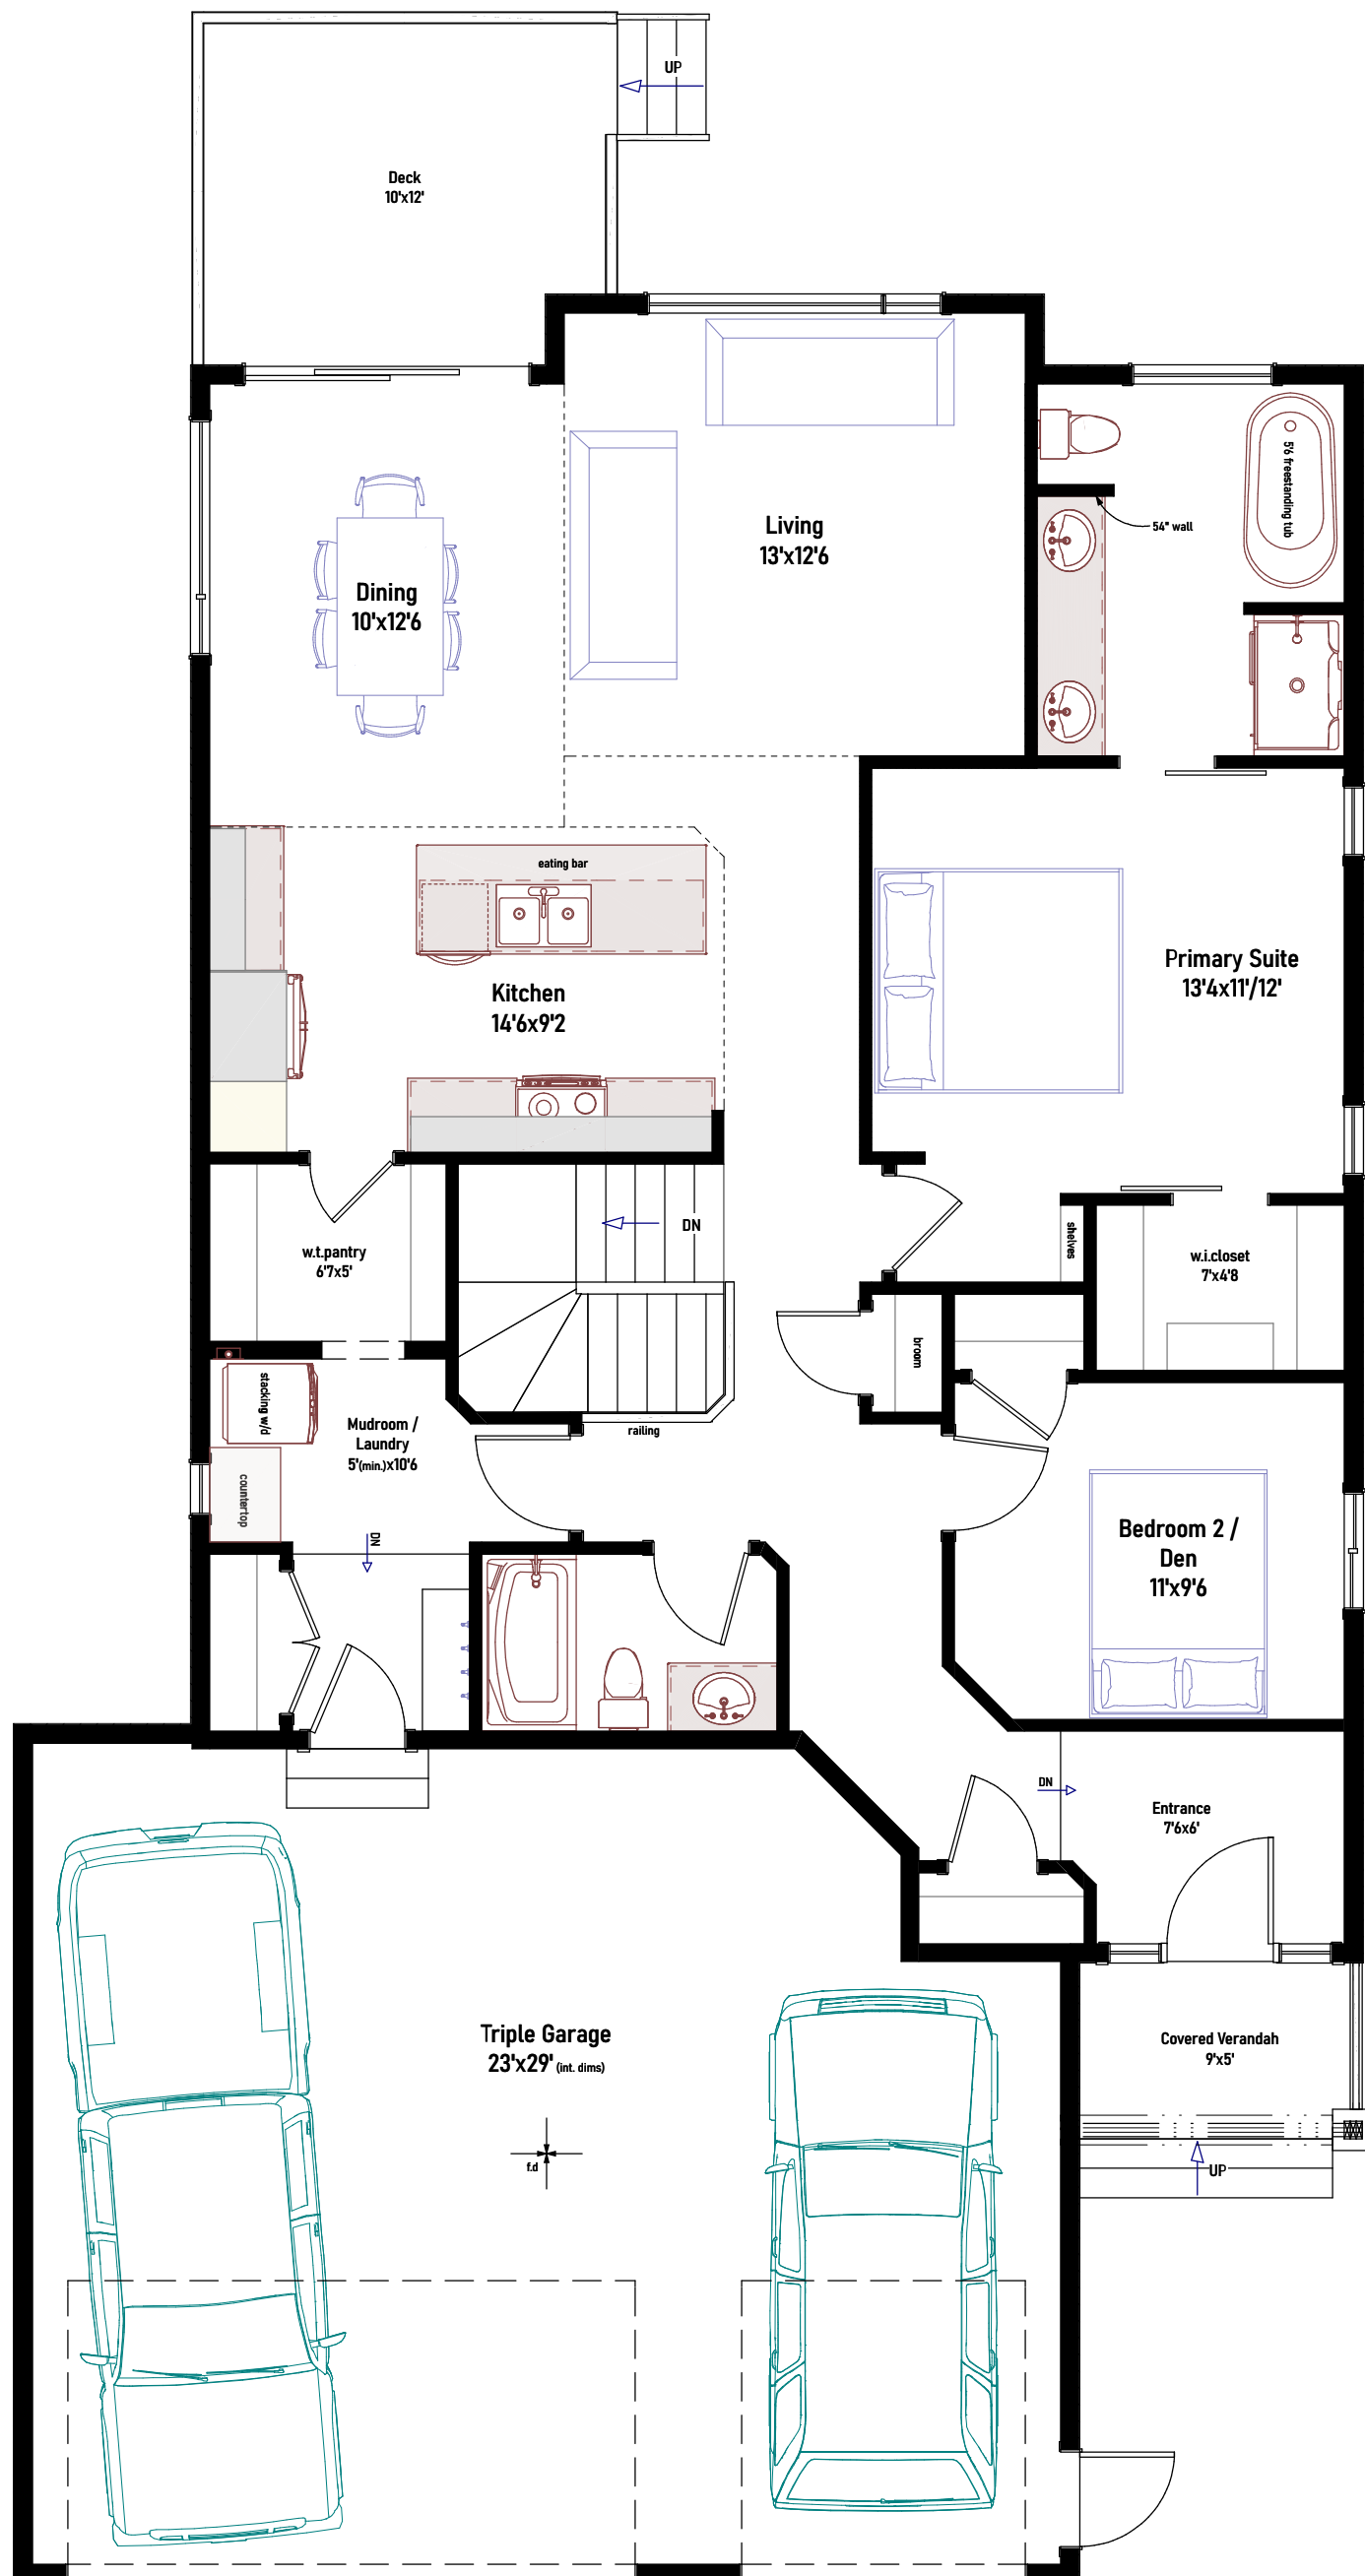 UP
Deck
10'x12'
Living
13'x12'6
5'6 freestanding tub
54" wall
Dining
10'x12'6
eating bar
Primary Suite
13'4x11'/12'
Kitchen
14'6x9'2
DN
shelves
w.t.pantry
6'7x5'
w.i.closet
7'x4'8
broom
stacking w/d
Mudroom /
Laundry
5'(min.)x10'6
railing
countertop
DN
Bedroom 2 /
Den
11'x9'6
DN
Entrance
7'6x6'
Triple Garage
23'x29' (int. dims)
Covered Verandah
9'x5'
f.d
UP